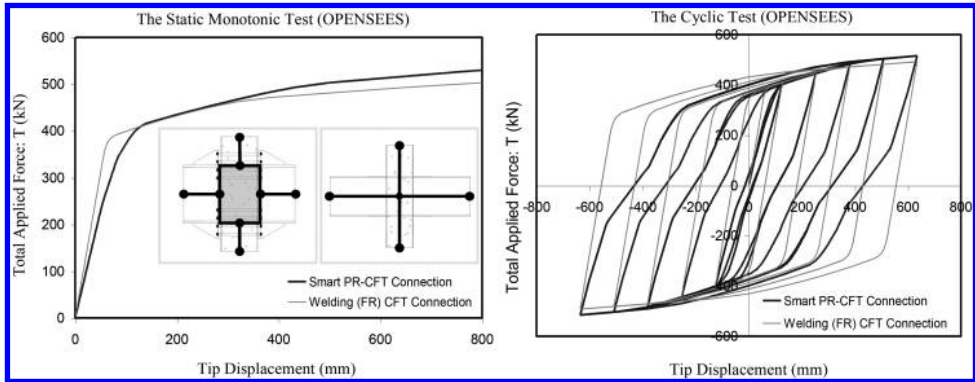 The Static Monotonic Test (OPENSEES)
Total Applied Force: T (kN)
600
500
400
300
200
100
0
0 200 400 600 800
Smart PR-CFT Connection
Welding (FR) CFT Connection
Tip Displacement (mm)
The Cyclic Test (OPENSEES)
Total Applied Force: T (kN)
600
400
200
0
-200
-400
-600
-800 -600 -400 -200 0 200 400 600 800
Smart PR-CFT Connection
Welding (FR) CFT Connection
Tip Displacement (mm)